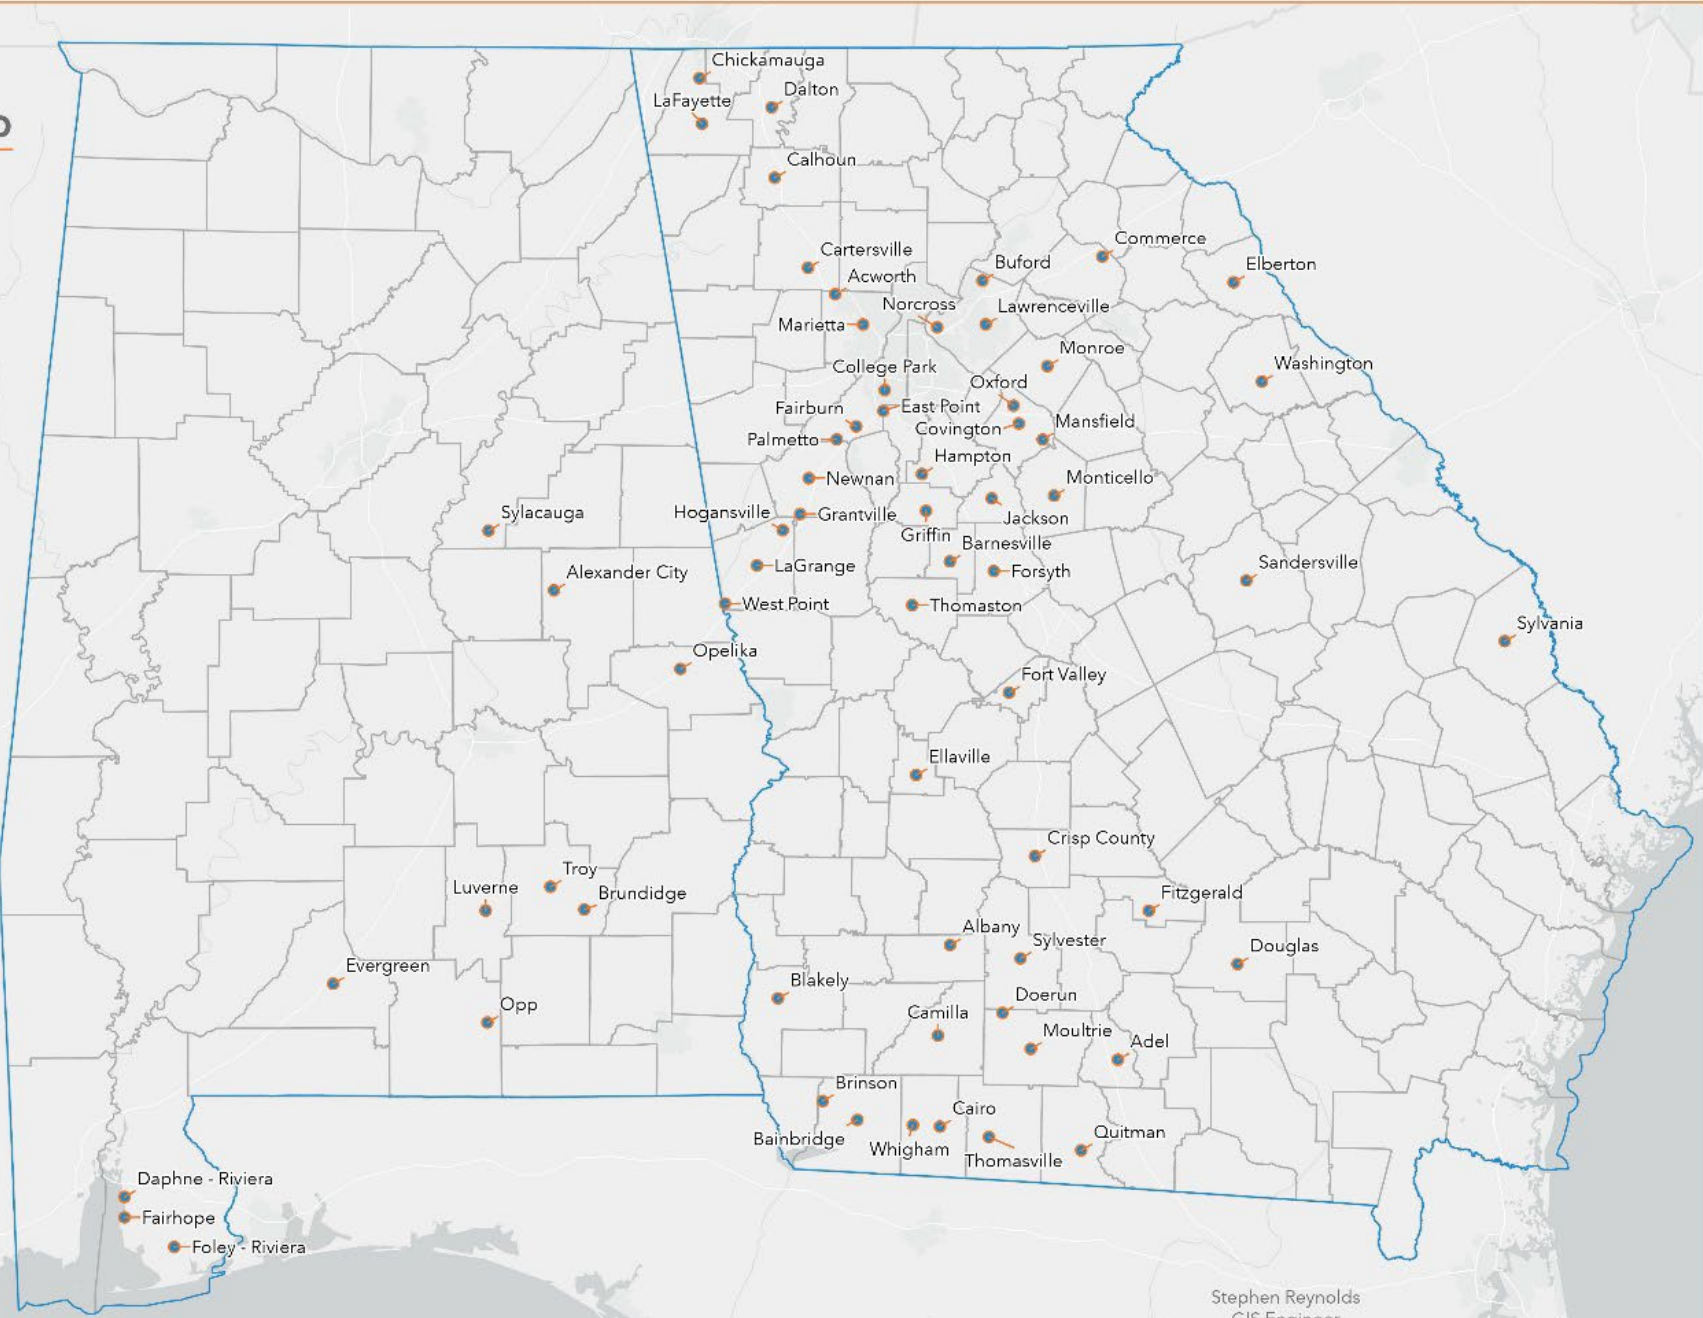 Chickamauga
Dalton
LaFayette
Calhoun
Commerce
Cartersville
Buford
Elberton
Acworth
Norcross
Lawrenceville
Marietta
Monroe
Washington
College Park
Oxford
Fairburn
East Point
Mansfield
Covington
Palmetto
Hampton
Newnan
Monticello
Sylacauga
Hogansville
Grantville
Jackson
Griffin
Barnesville
Sandersville
Alexander City
LaGrange
Forsyth
West Point
Thomaston
Sylvania
Opelika
Fort Valley
Ellaville
Crisp County
Troy
Luverne
Brundidge
Fitzgerald
Albany
Sylvester
Douglas
Evergreen
Blakely
Doerun
Opp
Camilla
Moultrie
Adel
Brinson
Cairo
Quitman
Bainbridge
Whigham
Thomasville
Daphne - Riviera
Fairhope
Foley - Riviera
Stephen Reynolds
GIS Engineer